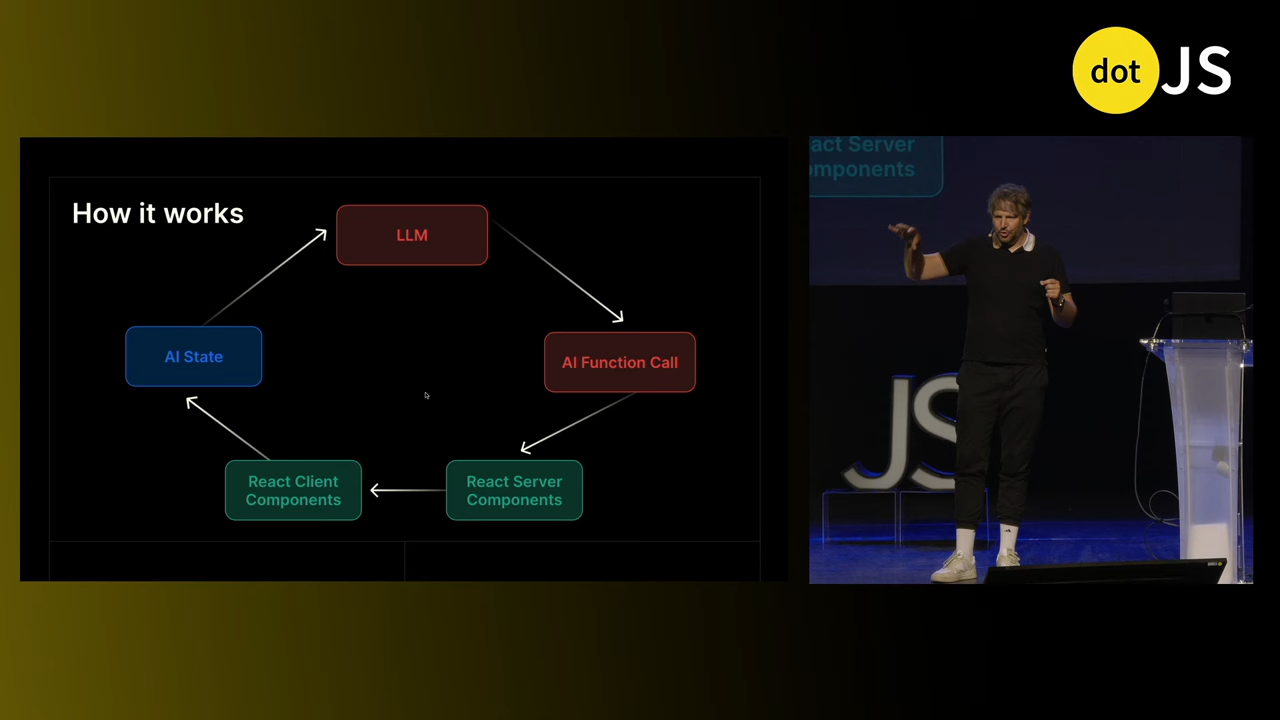 dot JS
How it works
LLM
AI State
AI Function Call
React Client
Components
React Server
Components
act Server
mponents
JS